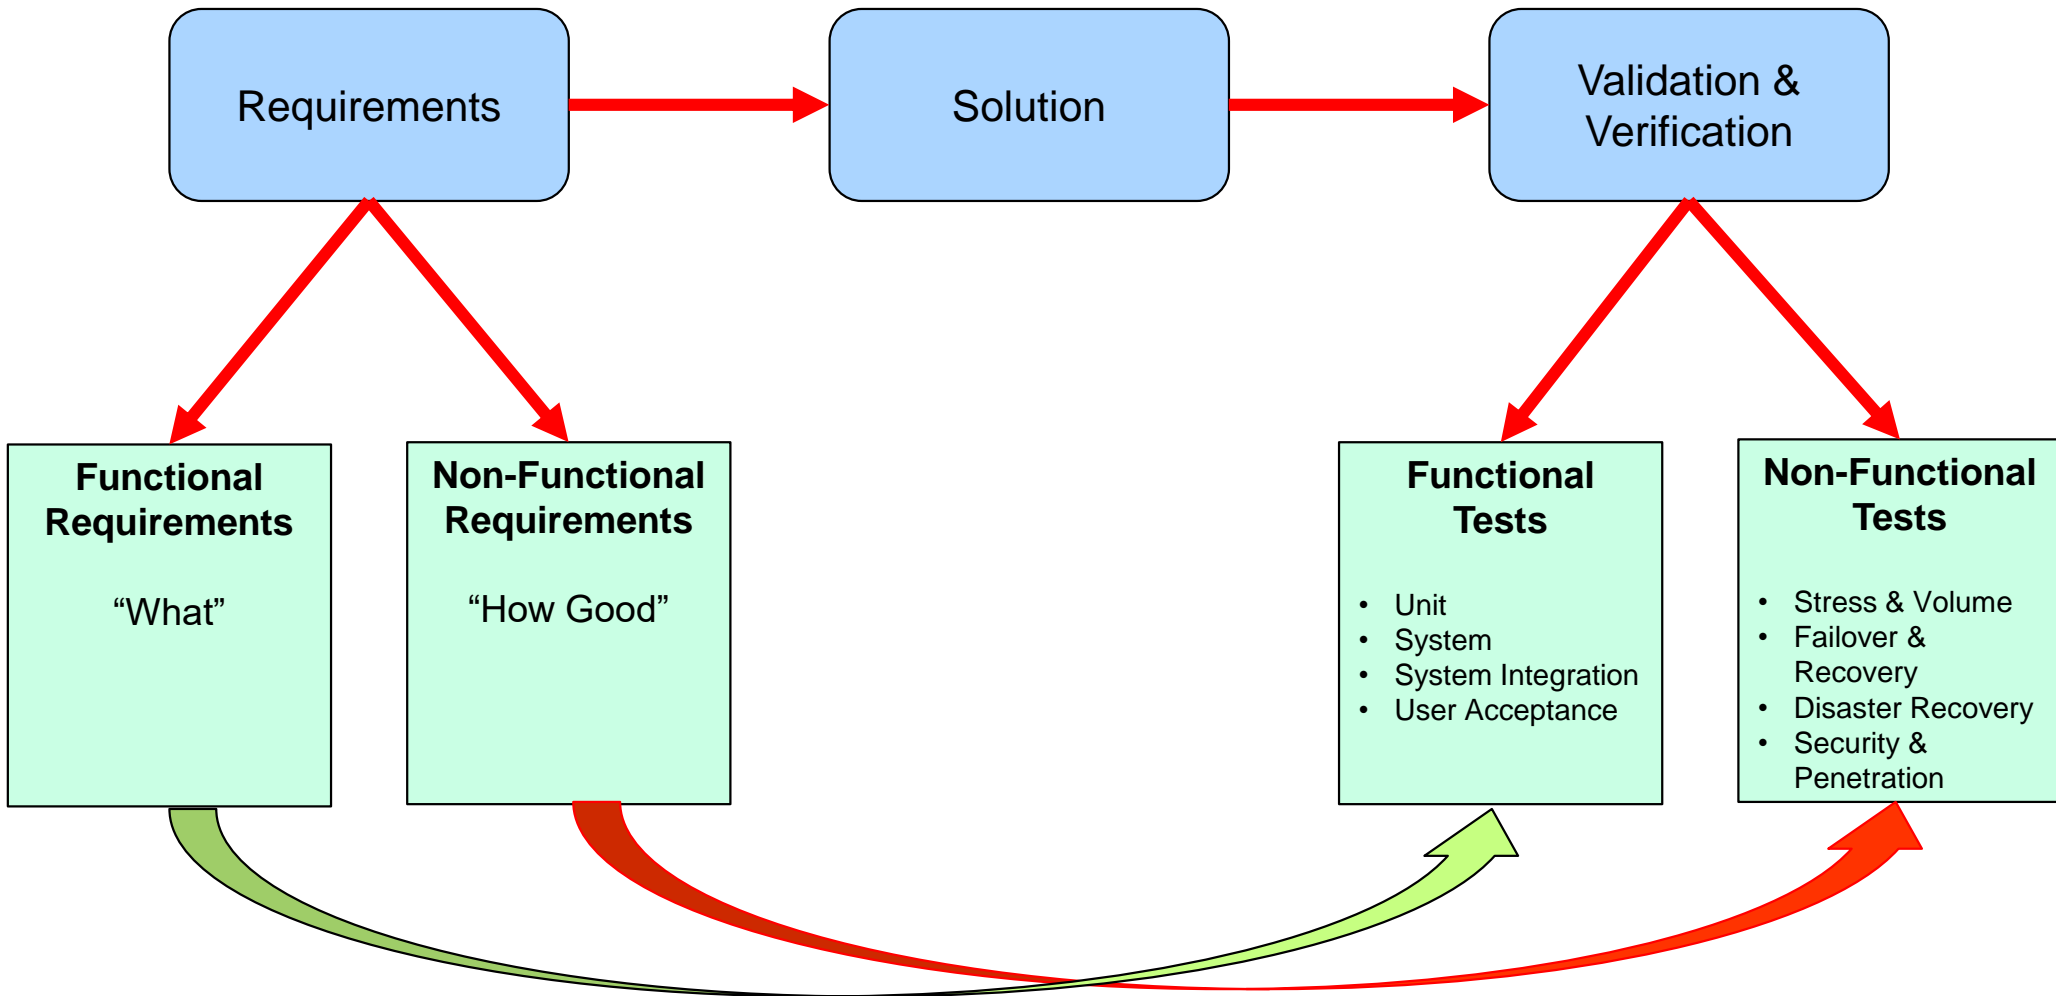 Requirements
Solution
Validation &
Verification
Functional
Requirements
“What”
Non-Functional
Requirements
“How Good”
Functional
Tests
• Unit
• System
• System Integration
• User Acceptance
Non-Functional
Tests
• Stress & Volume
• Failover &
Recovery
• Disaster Recovery
• Security &
Penetration